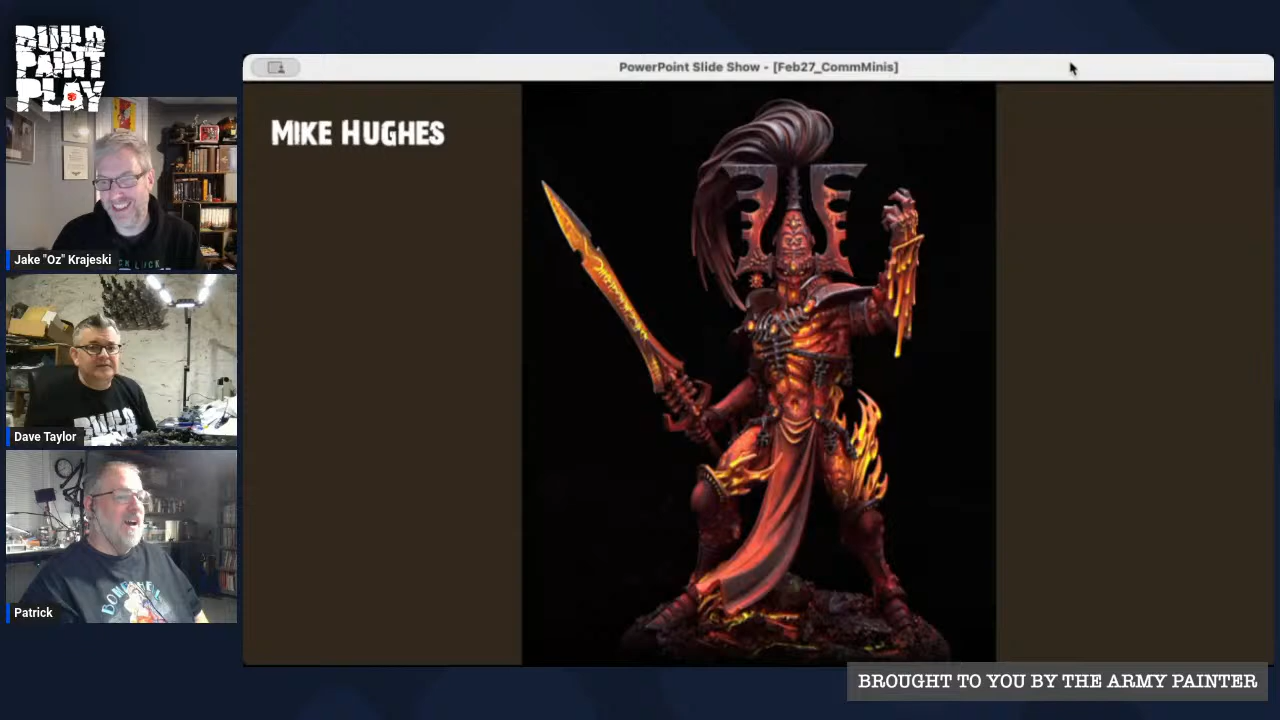 BUILD
PAINT
PLAY
PowerPoint Slide Show - [Feb27_CommMinis]
MIKE HUGHES
Jake "Oz" Krajeski
Dave Taylor
Patrick
BROUGHT TO YOU BY THE ARMY PAINTER